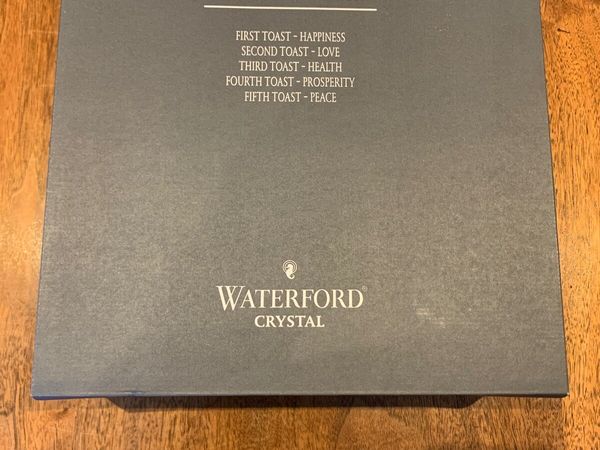 FIRST TOAST - HAPPINESS
SECOND TOAST - LOVE
THIRD TOAST - HEALTH
FOURTH TOAST - PROSPERITY
FIFTH TOAST - PEACE
WATERFORD®
CRYSTAL